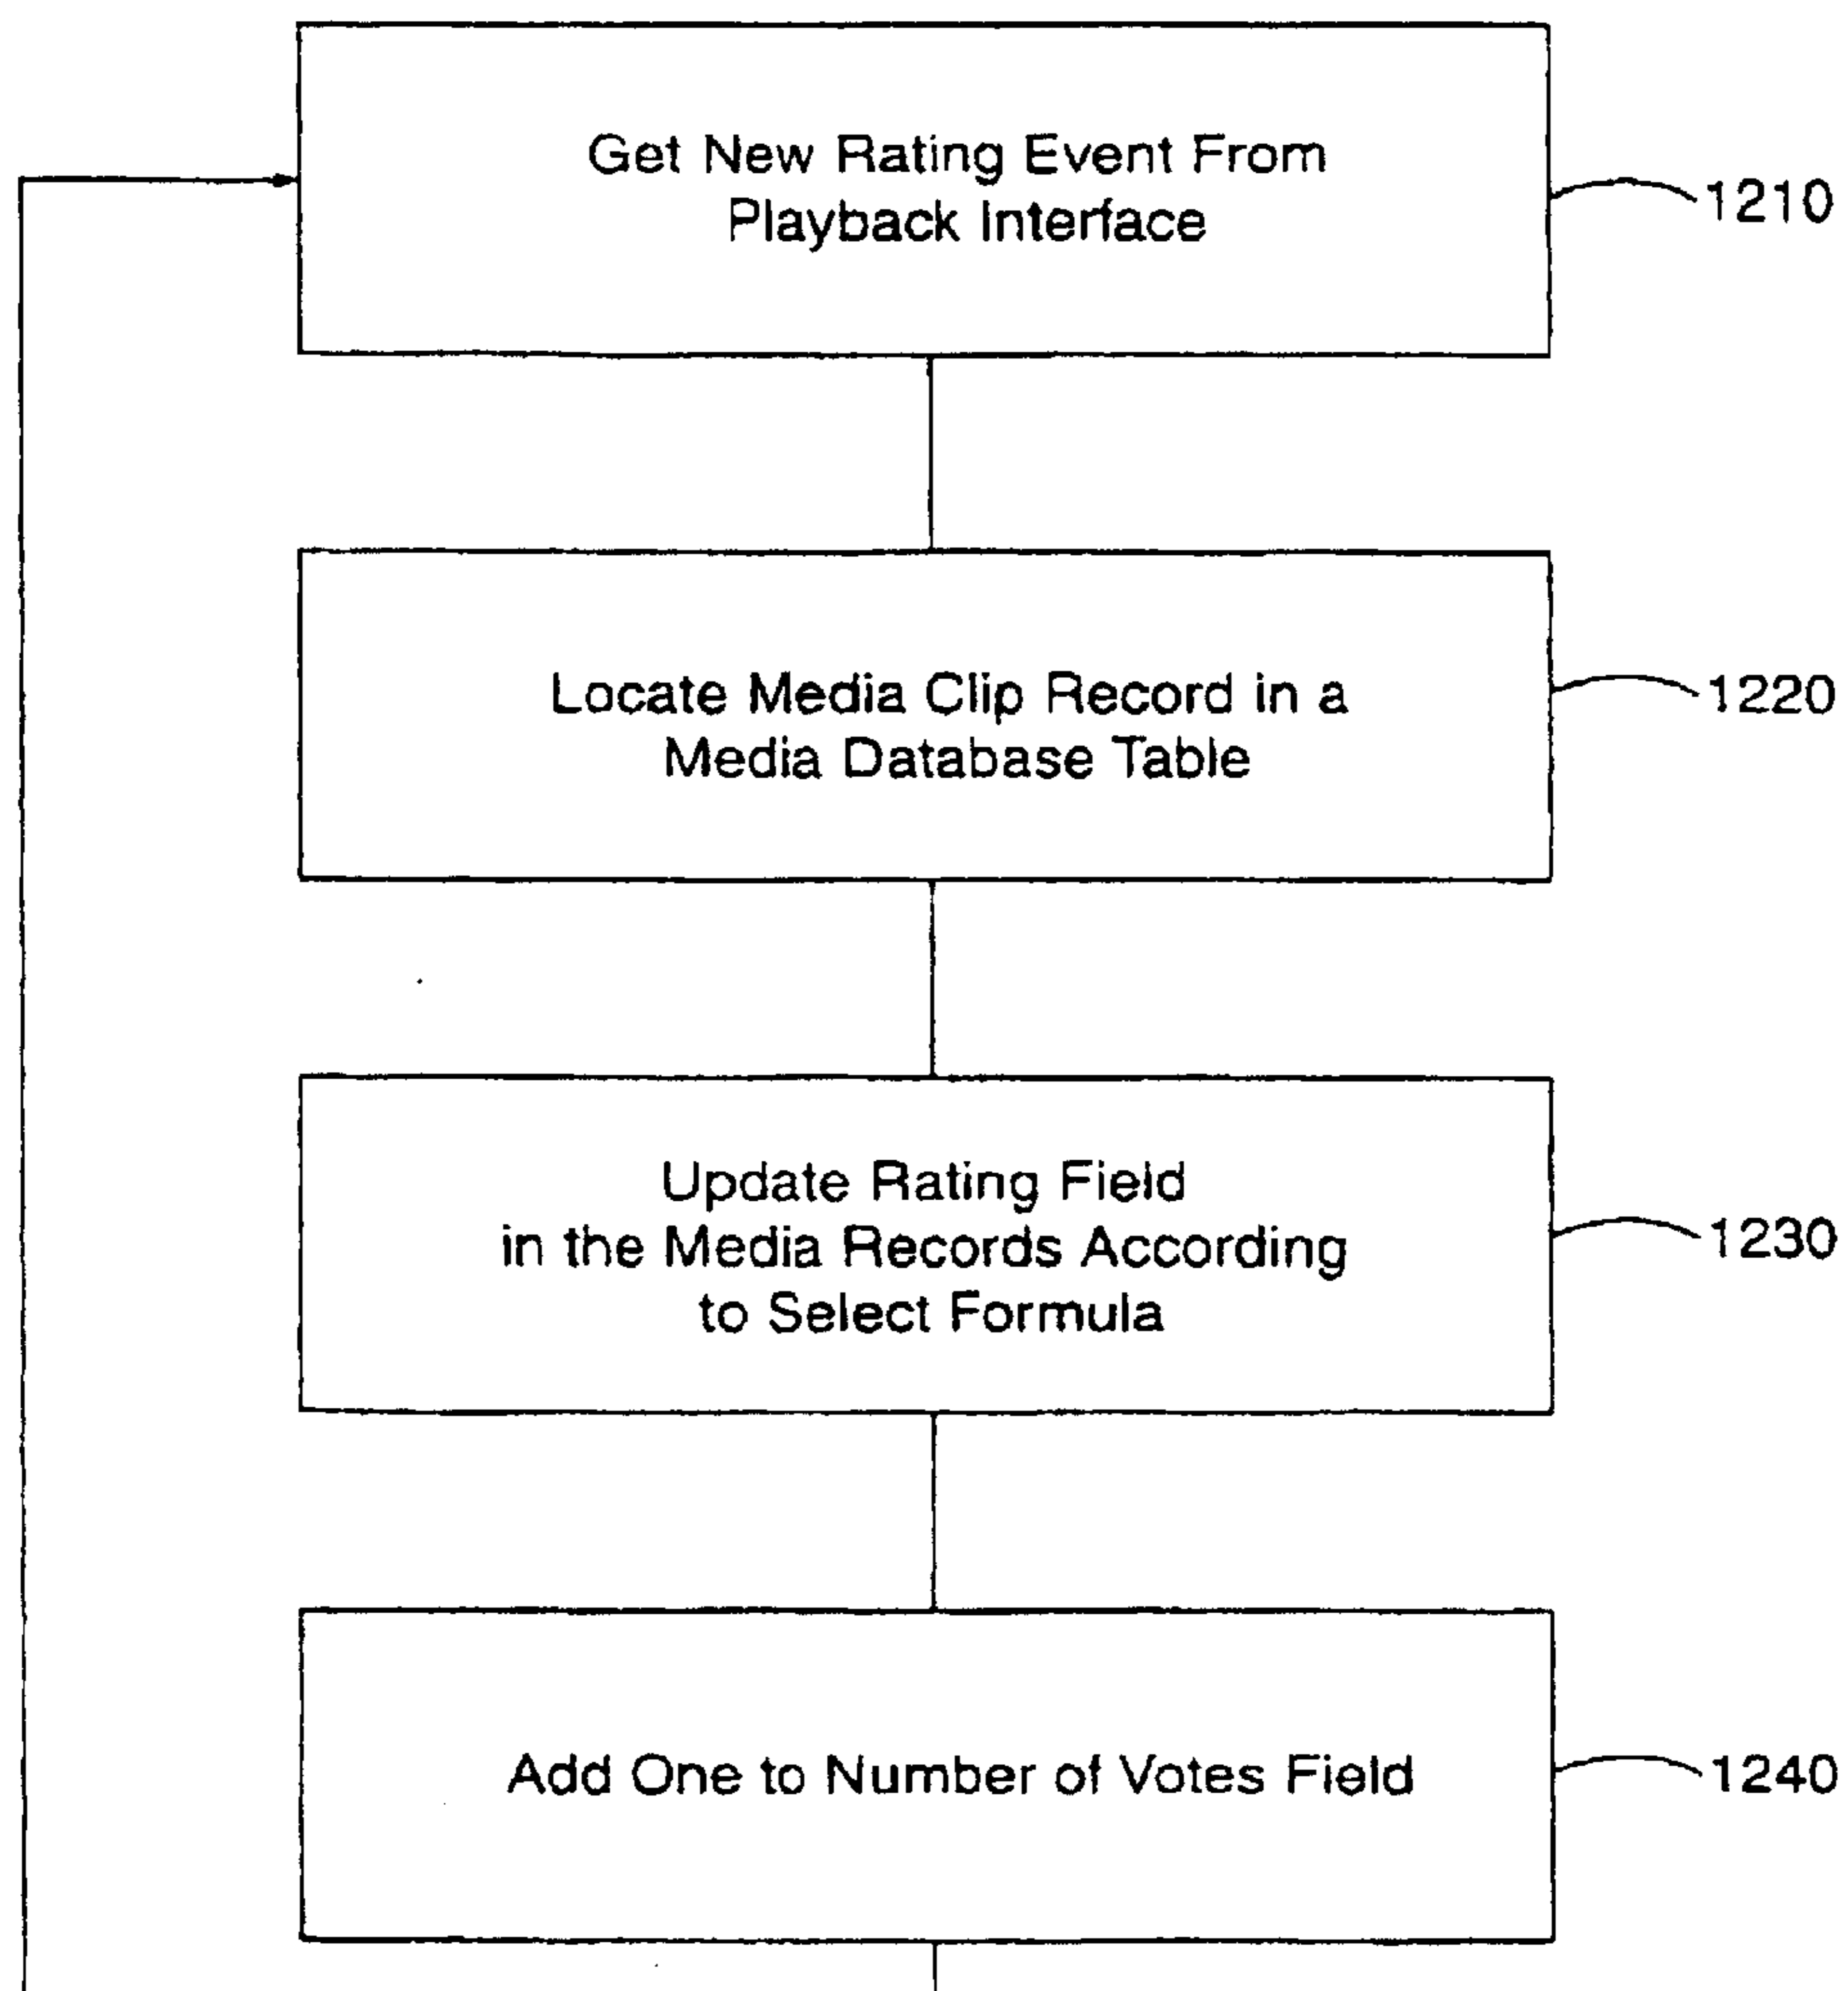 Get New Rating Event From
Playback Interface
1210
Locate Media Clip Record in a
Media Database Table
1220
Update Rating Field
in the Media Records According
to Select Formula
1230
Add One to Number of Votes Field
1240